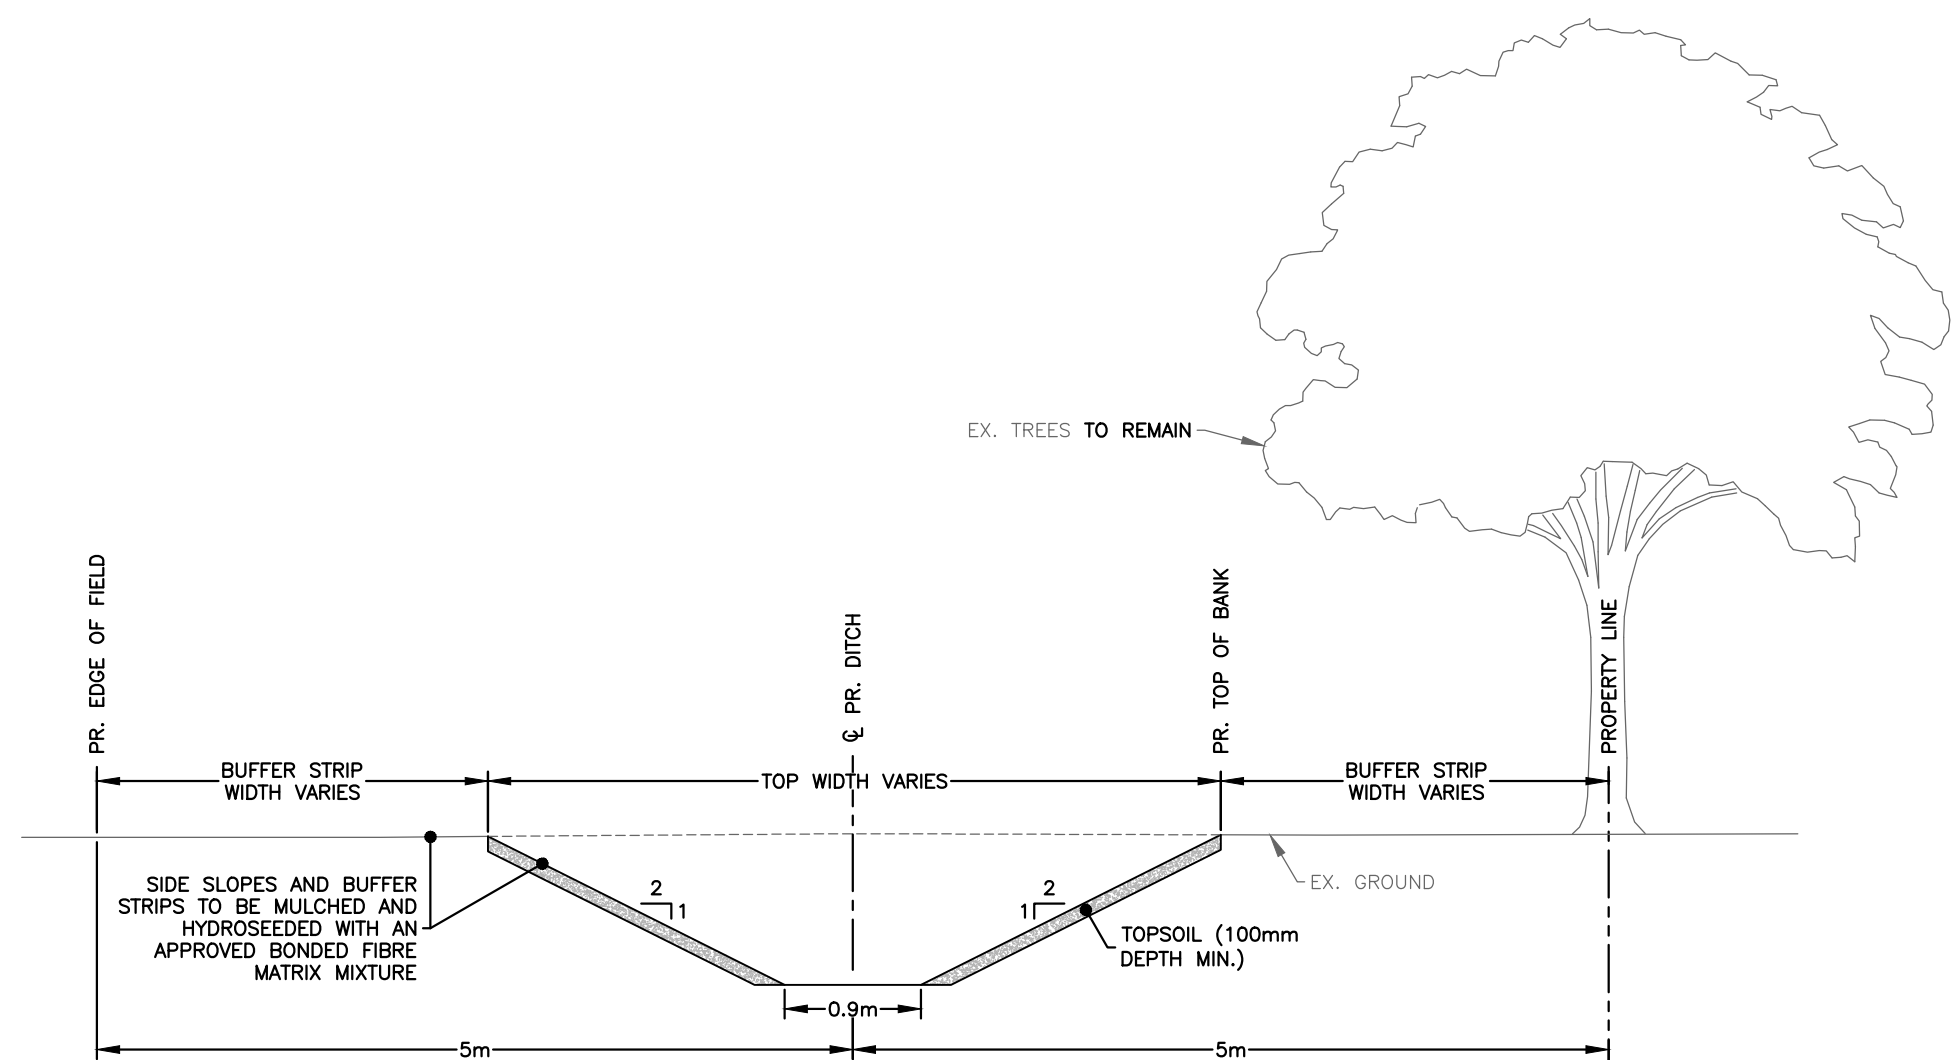 EX. TREES TO REMAIN
PR. EDGE OF FIELD
℄ PR. DITCH
PR. TOP OF BANK
PROPERTY LINE
BUFFER STRIP
WIDTH VARIES
TOP WIDTH VARIES
BUFFER STRIP
WIDTH VARIES
SIDE SLOPES AND BUFFER
STRIPS TO BE MULCHED AND
HYDROSEEDED WITH AN
APPROVED BONDED FIBRE
MATRIX MIXTURE
2
1
2
1
EX. GROUND
TOPSOIL (100mm
DEPTH MIN.)
0.9m
5m
5m